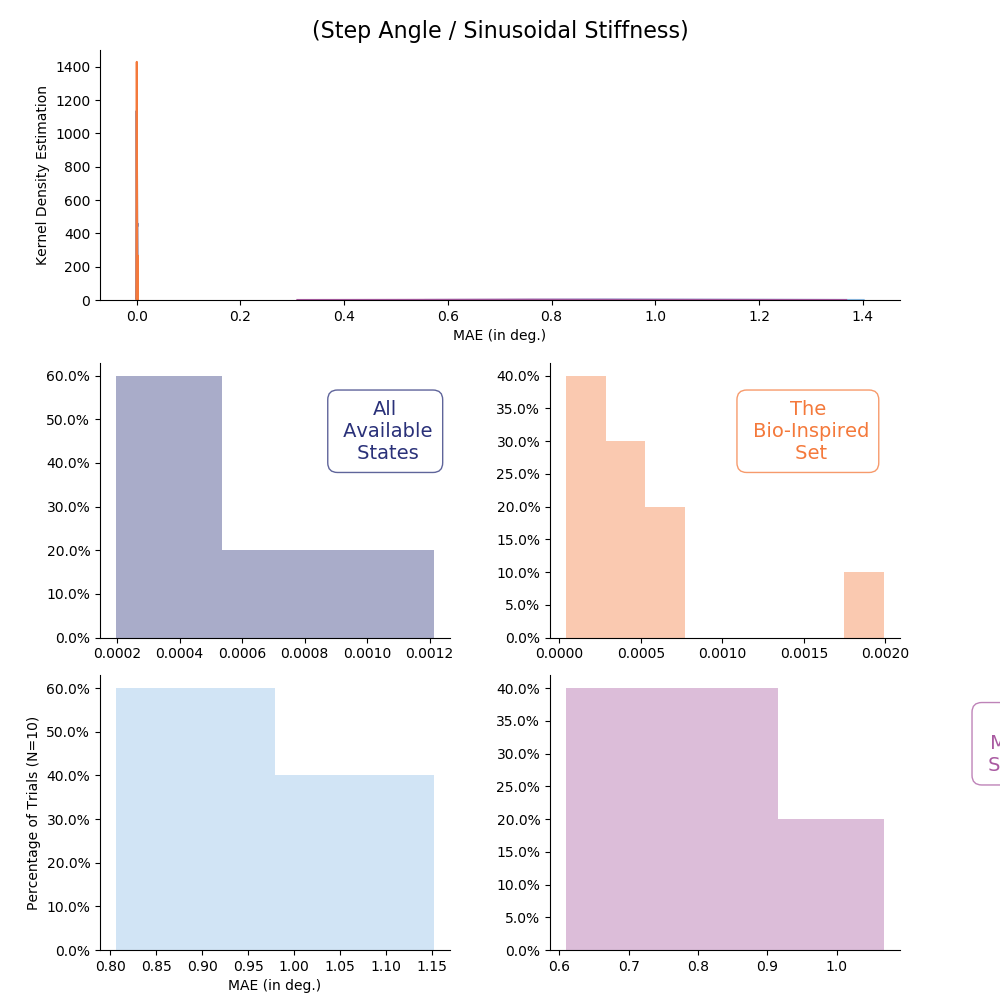 (Step Angle / Sinusoidal Stiffness)
1400
1200
1000
800
600
400
200
0
Kernel Density Estimation
0.0 0.2 0.4 0.6 0.8 1.0 1.2 1.4
MAE (in deg.)
60.0%
50.0%
40.0%
30.0%
20.0%
10.0%
0.0%
All
Available
States
0.0002 0.0004 0.0006 0.0008 0.0010 0.0012
40.0%
35.0%
30.0%
25.0%
20.0%
15.0%
10.0%
5.0%
0.0%
The
Bio-Inspired
Set
0.0000 0.0005 0.0010 0.0015 0.0020
60.0%
50.0%
40.0%
30.0%
20.0%
10.0%
0.0%
Percentage of Trials (N=10)
0.80 0.85 0.90 0.95 1.00 1.05 1.10 1.15
MAE (in deg.)
40.0%
35.0%
30.0%
25.0%
20.0%
15.0%
10.0%
5.0%
0.0%
0.6 0.7 0.8 0.9 1.0